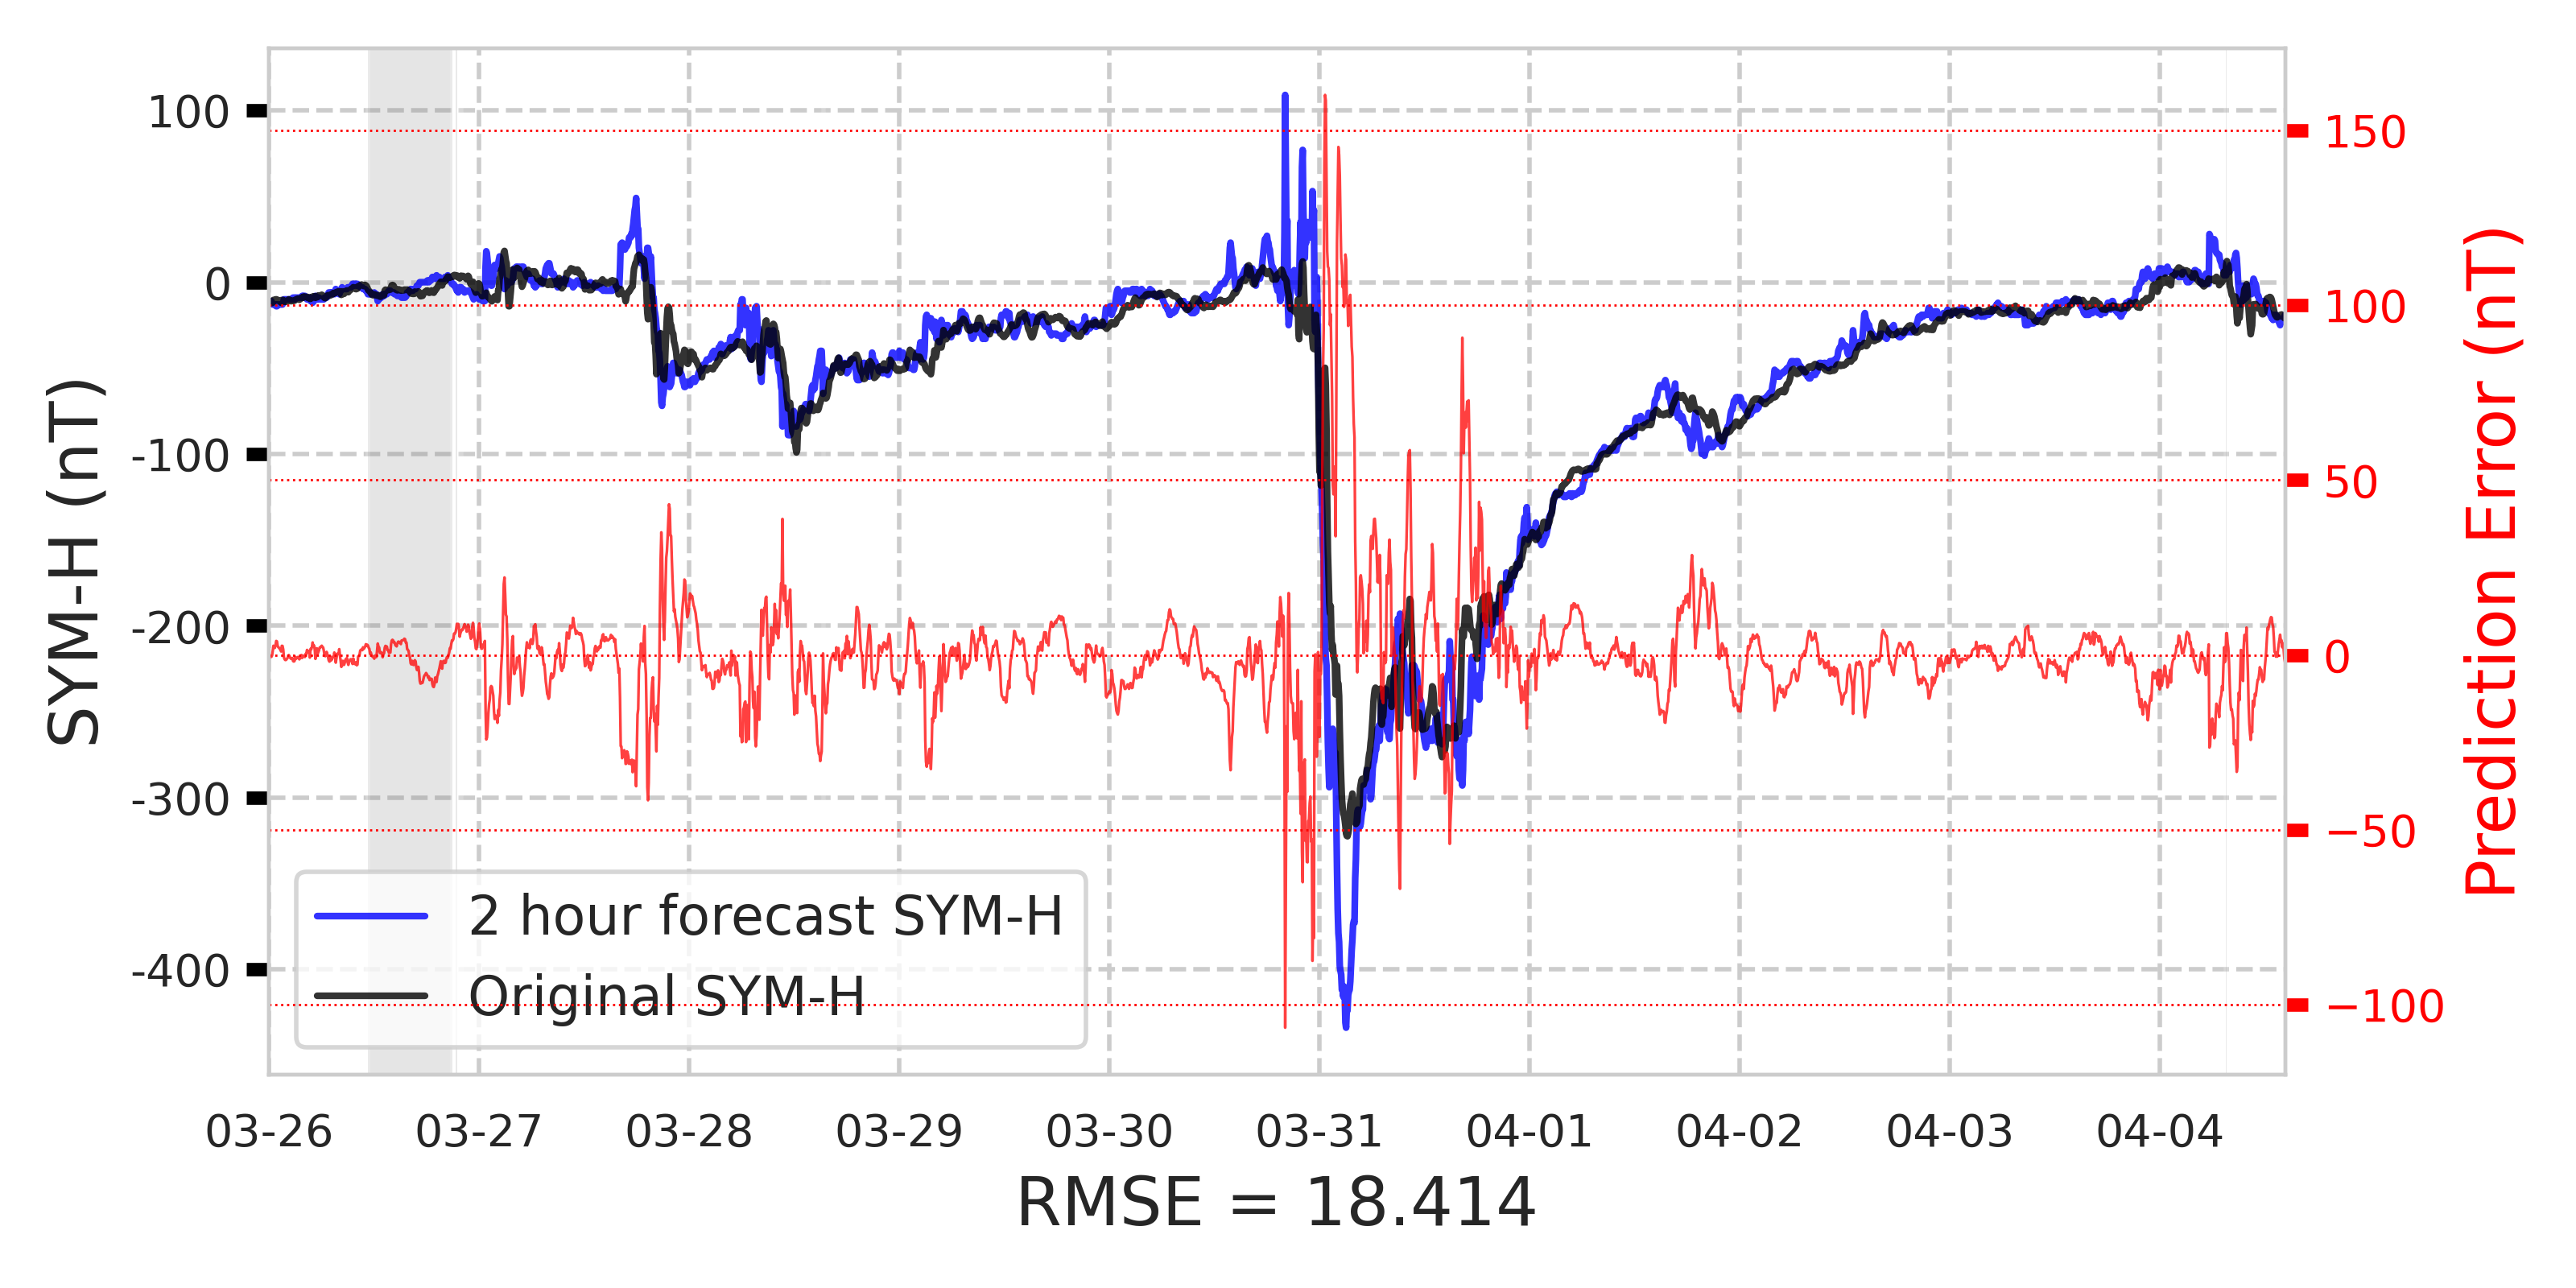 SYM-H (nT)
100
0
-100
-200
-300
-400
150
100
50
0
−50
−100
Prediction Error (nT)
2 hour forecast SYM-H
Original SYM-H
03-26 03-27 03-28 03-29 03-30 03-31 04-01 04-02 04-03 04-04
RMSE = 18.414